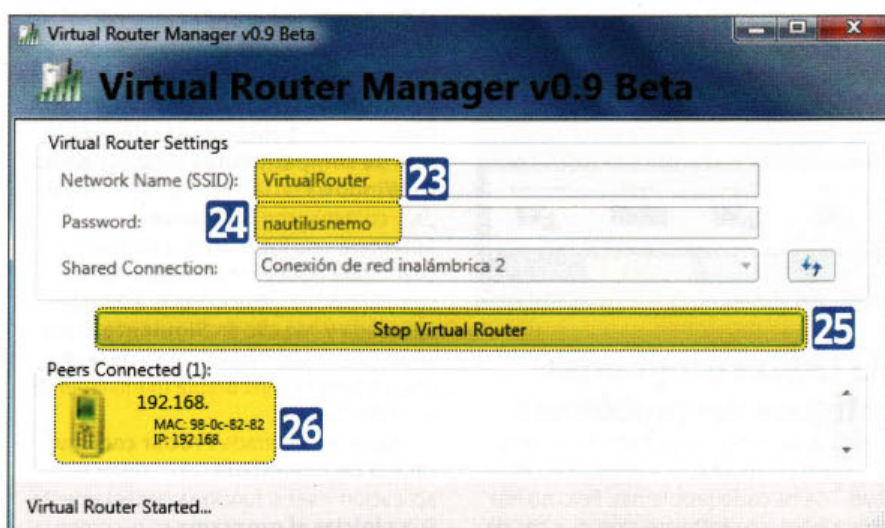 Virtual Router Manager v0.9 Beta
Virtual Router Manager v0.9 Beta
Virtual Router Settings
Network Name (SSID): VirtualRouter 23
Password: 24 nautilusnemo
Shared Connection: Conexión de red inalámbrica 2
Stop Virtual Router 25
Peers Connected (1):
192.168.
MAC: 98-0c-82-82
IP: 192.168.
26
Virtual Router Started...